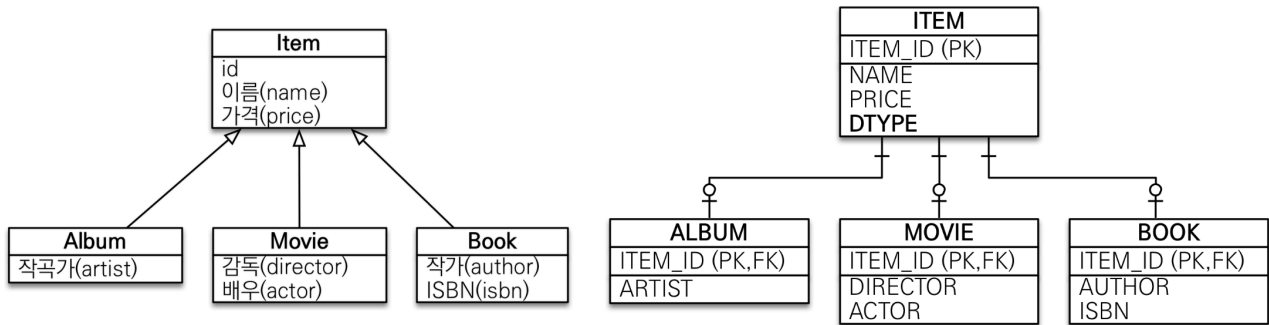 Item
id
이름(name)
가격(price)
Album
작곡가(artist)
Movie
감독(director)
배우(actor)
Book
작가(author)
ISBN(isbn)
ITEM
ITEM_ID (PK)
NAME
PRICE
DTYPE
ALBUM
ITEM_ID (PK,FK)
ARTIST
MOVIE
ITEM_ID (PK,FK)
DIRECTOR
ACTOR
BOOK
ITEM_ID (PK,FK)
AUTHOR
ISBN